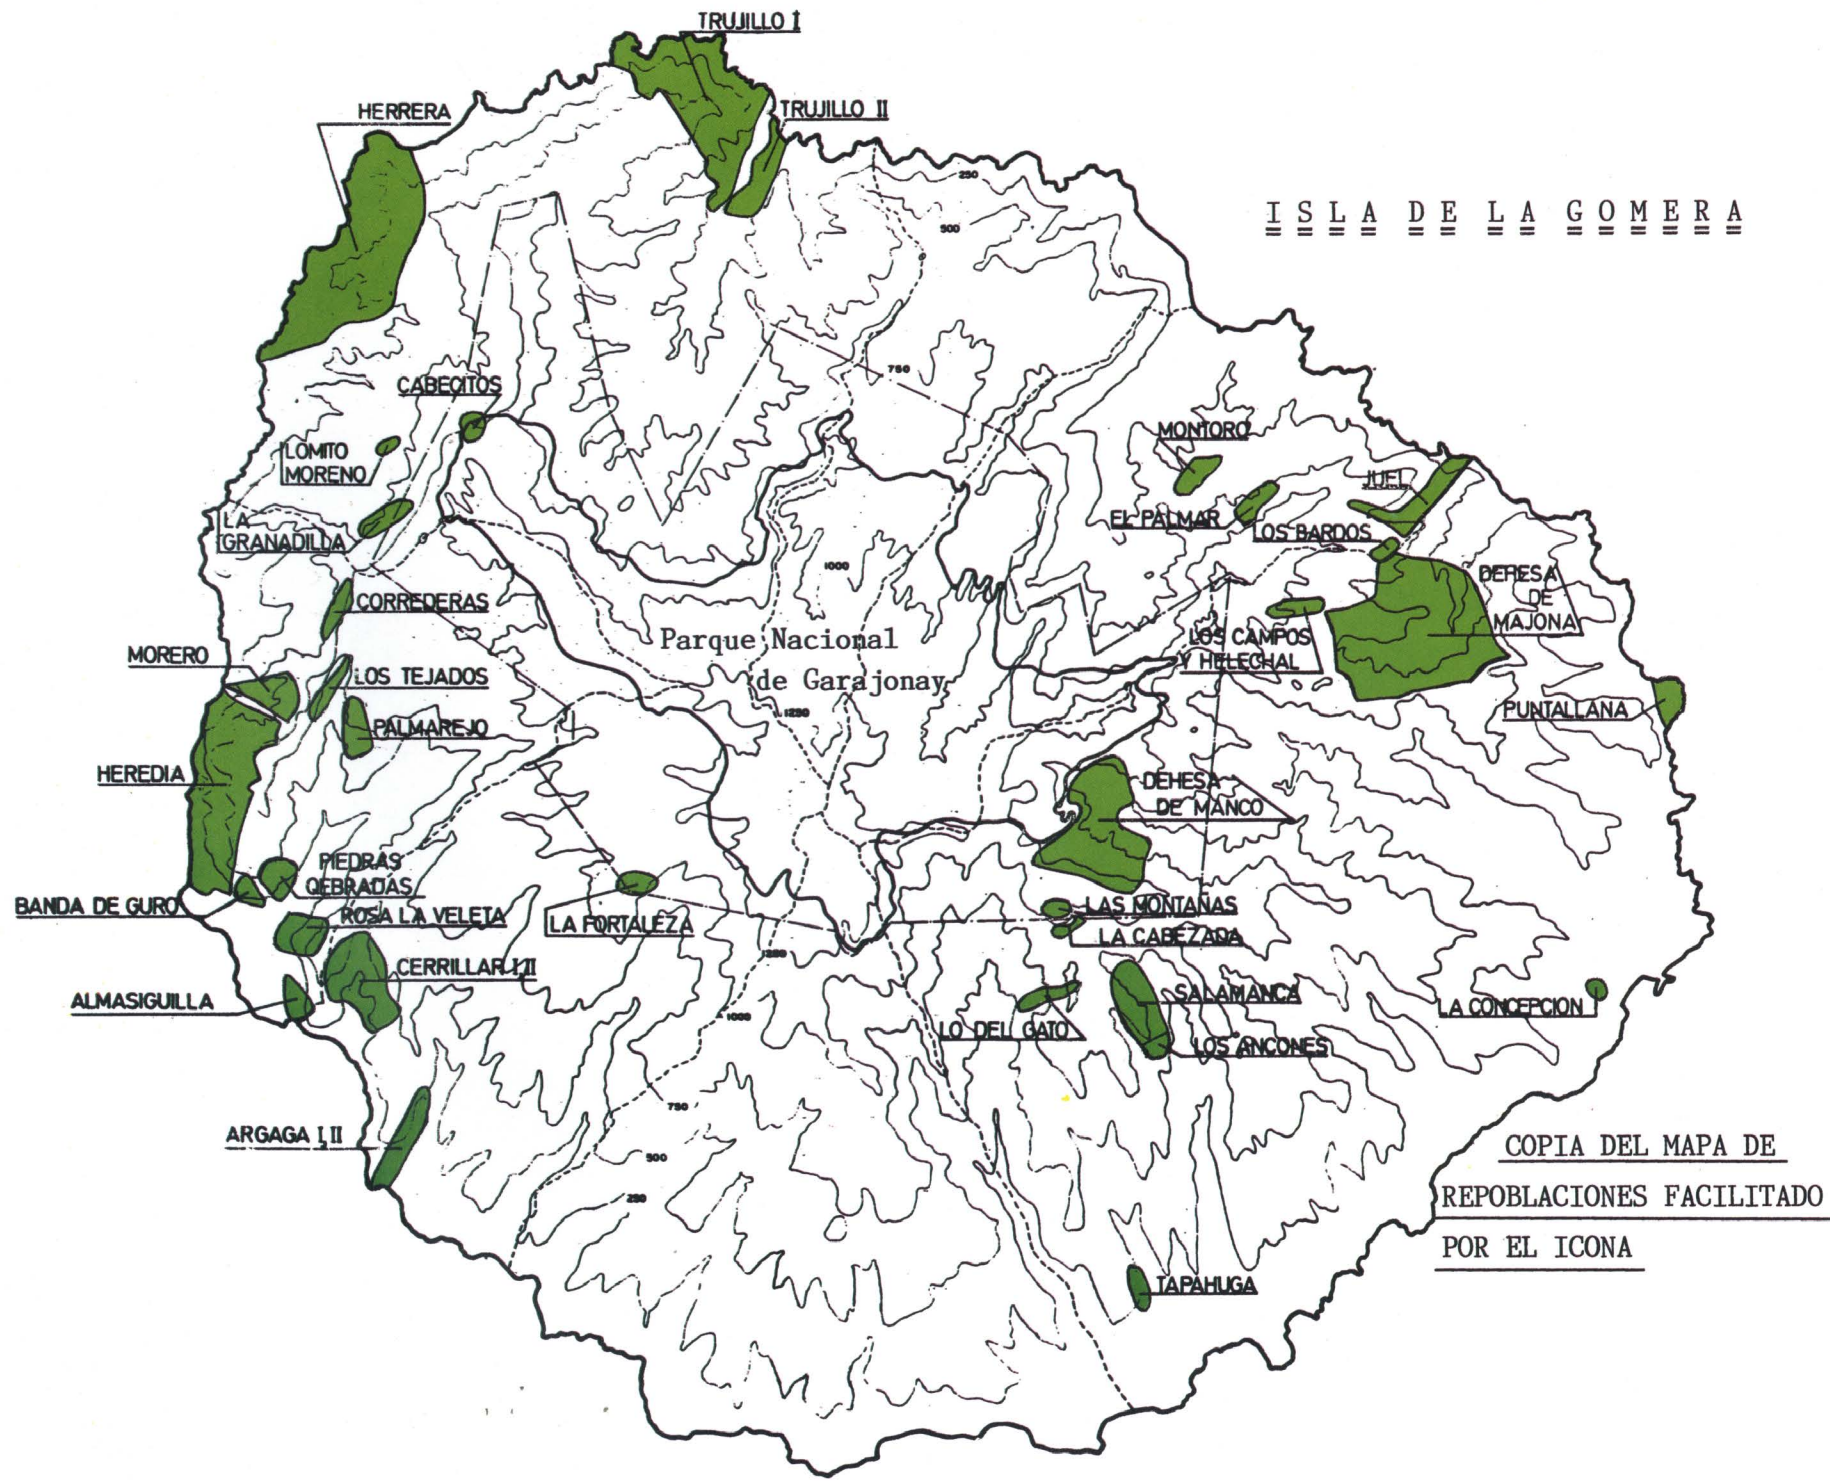 TRUJILLO I
HERRERA
TRUJILLO II
250
500
ISLA DE LA GOMERA
750
CABECITOS
LOMITO
MORENO
MONTORO
JUEL
LA
GRANADILLA
EL PALMAR
LOS BARDOS
1000
DEHESA
DE
MAJONA
CORREDERAS
Parque Nacional
de Garajonay
LOS CAMPOS
Y HELECHAL
MORERO
LOS TEJADOS
PUNTALLANA
1250
PALMAREJO
HEREDIA
DEHESA
DE MANCO
PIEDRAS
QEBRADAS
BANDA DE GURO
ROSA LA VELETA
LA FORTALEZA
LAS MONTAÑAS
LA CABEZADA
1250
CERRILLAR I,II
ALMASIGUILLA
SALAMANCA
LA CONCEPCION
1000
LO DEL GATO
LOS ANCONES
750
ARGAGA I,II
500
COPIA DEL MAPA DE
REPOBLACIONES FACILITADO
POR EL ICONA
250
TAPAHUGA